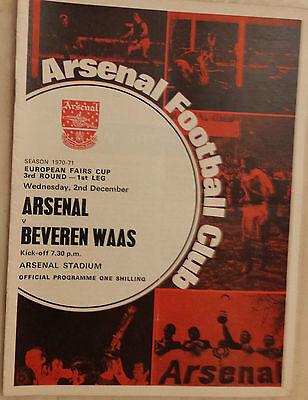 Arsenal Football Club
Arsenal
SEASON 1970-71
EUROPEAN FAIRS CUP
3rd ROUND — 1st LEG
Wednesday, 2nd December
ARSENAL
v
BEVEREN WAAS
Kick-off 7.30 p.m.
ARSENAL STADIUM
OFFICIAL PROGRAMME ONE SHILLING
Arsenal